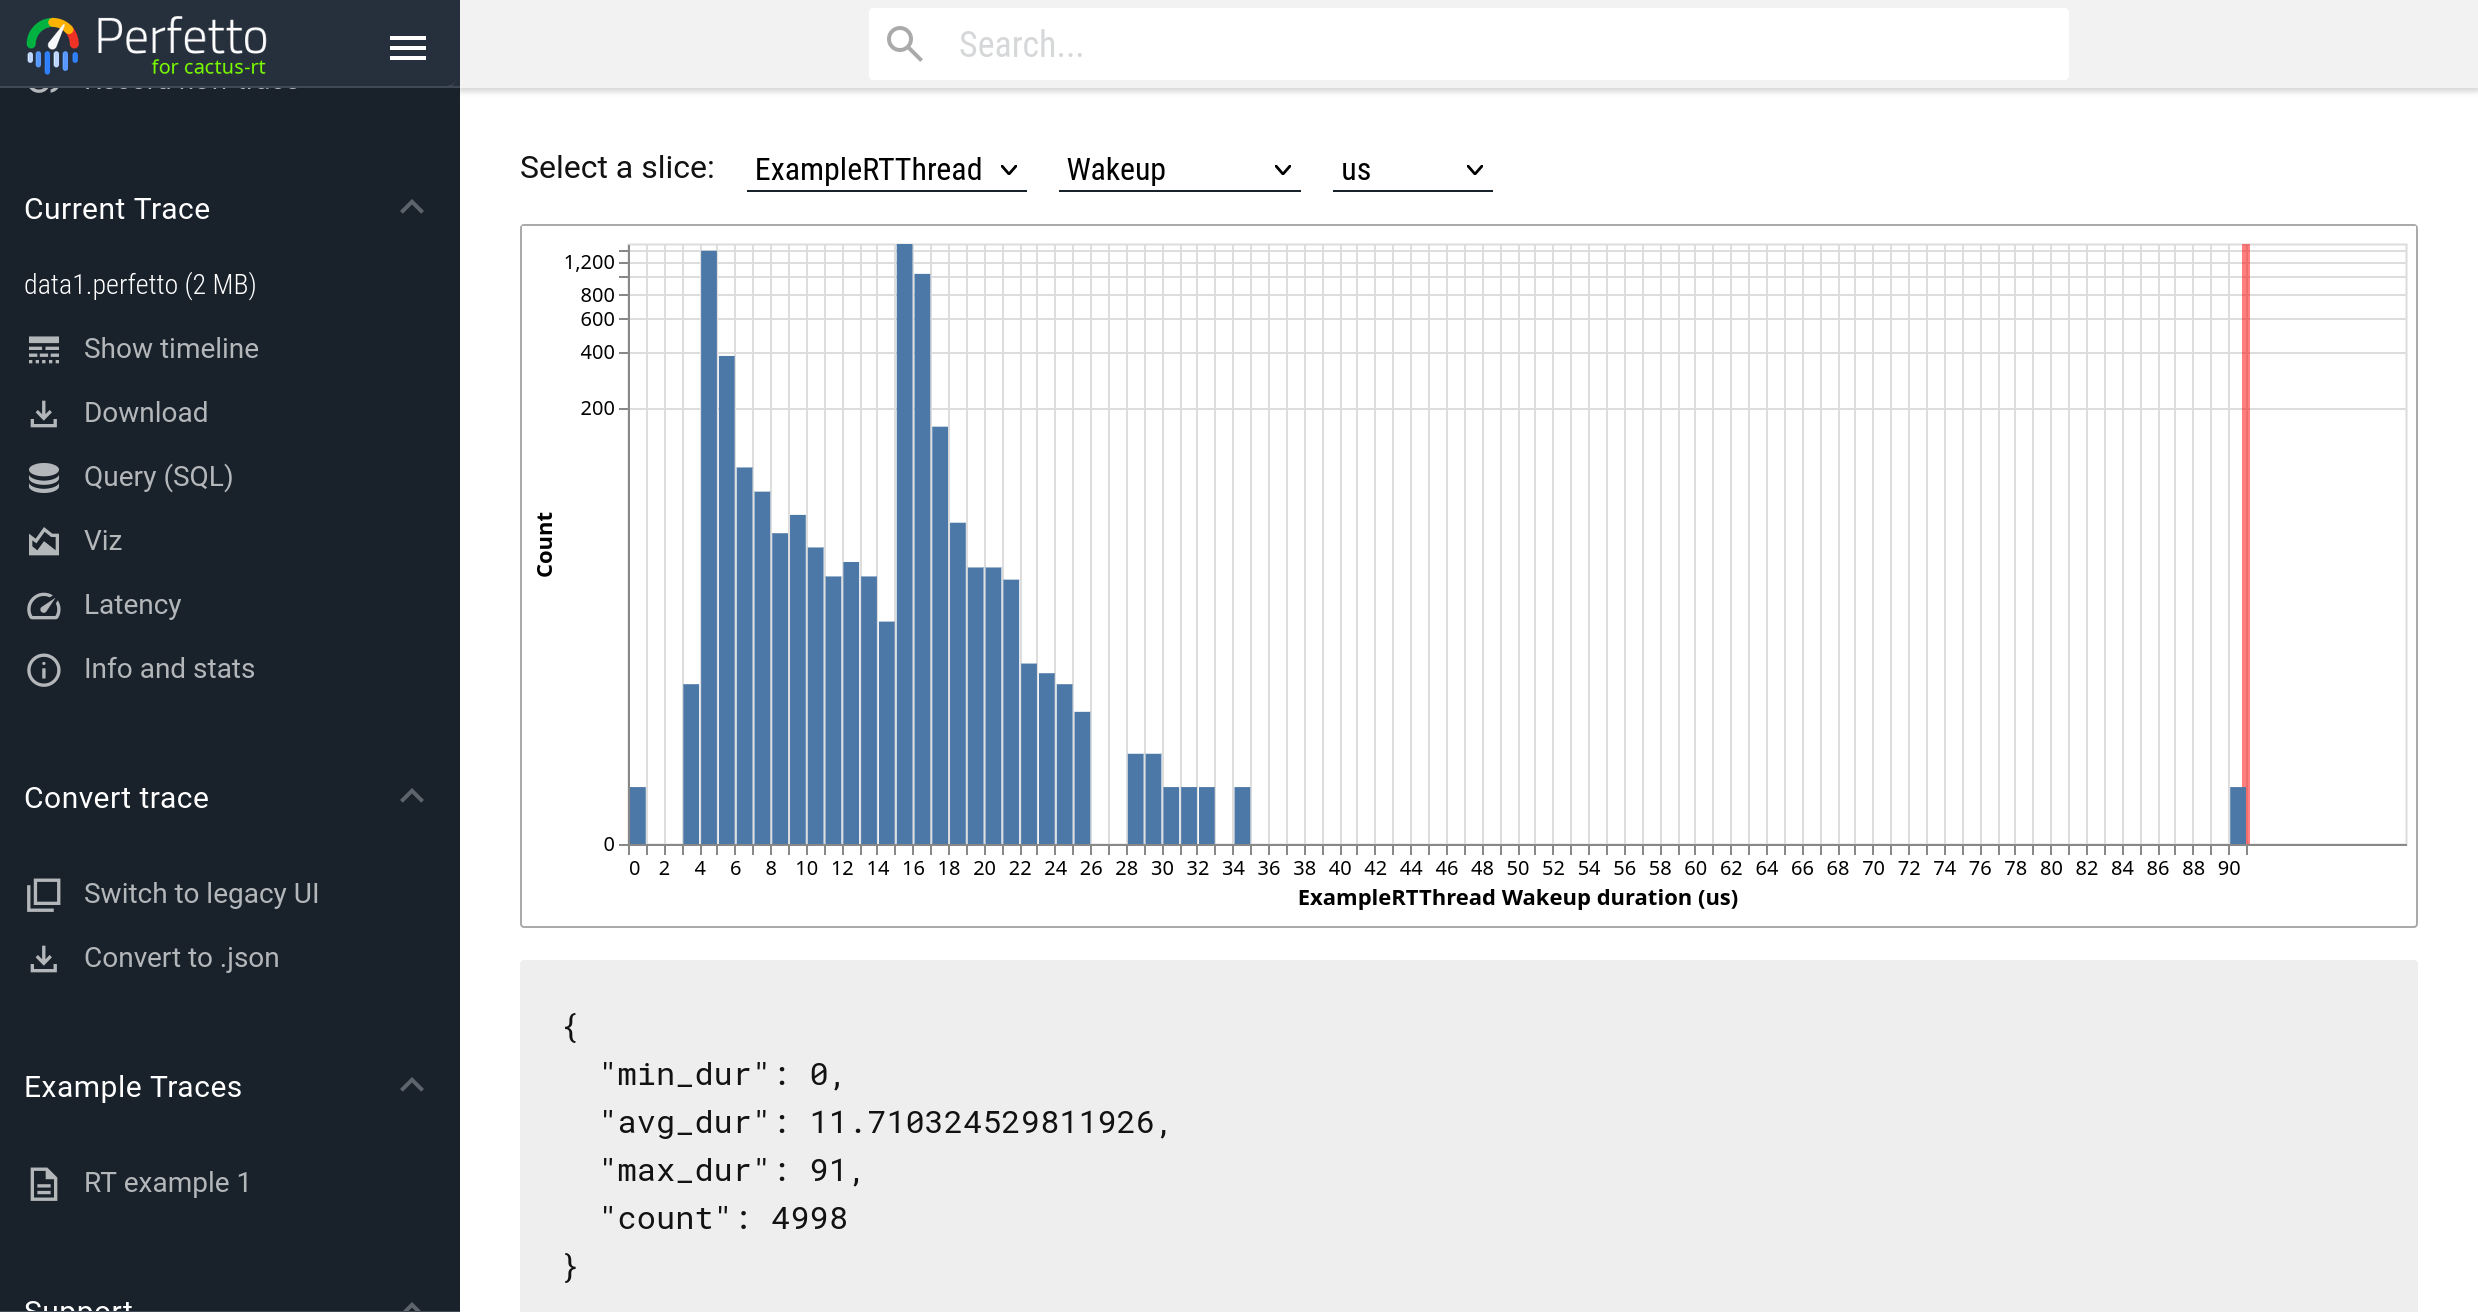 Perfetto
for cactus-rt
Search...
Current Trace
data1.perfetto (2 MB)
Show timeline
Download
Query (SQL)
Viz
Latency
Info and stats
Convert trace
Switch to legacy UI
Convert to .json
Example Traces
RT example 1
Support
Select a slice: ExampleRTThread Wakeup us
1,200
800
600
400
200
0
Count
0 2 4 6 8 10 12 14 16 18 20 22 24 26 28 30 32 34 36 38 40 42 44 46 48 50 52 54 56 58 60 62 64 66 68 70 72 74 76 78 80 82 84 86 88 90
ExampleRTThread Wakeup duration (us)
{
"min_dur": 0,
"avg_dur": 11.710324529811926,
"max_dur": 91,
"count": 4998
}